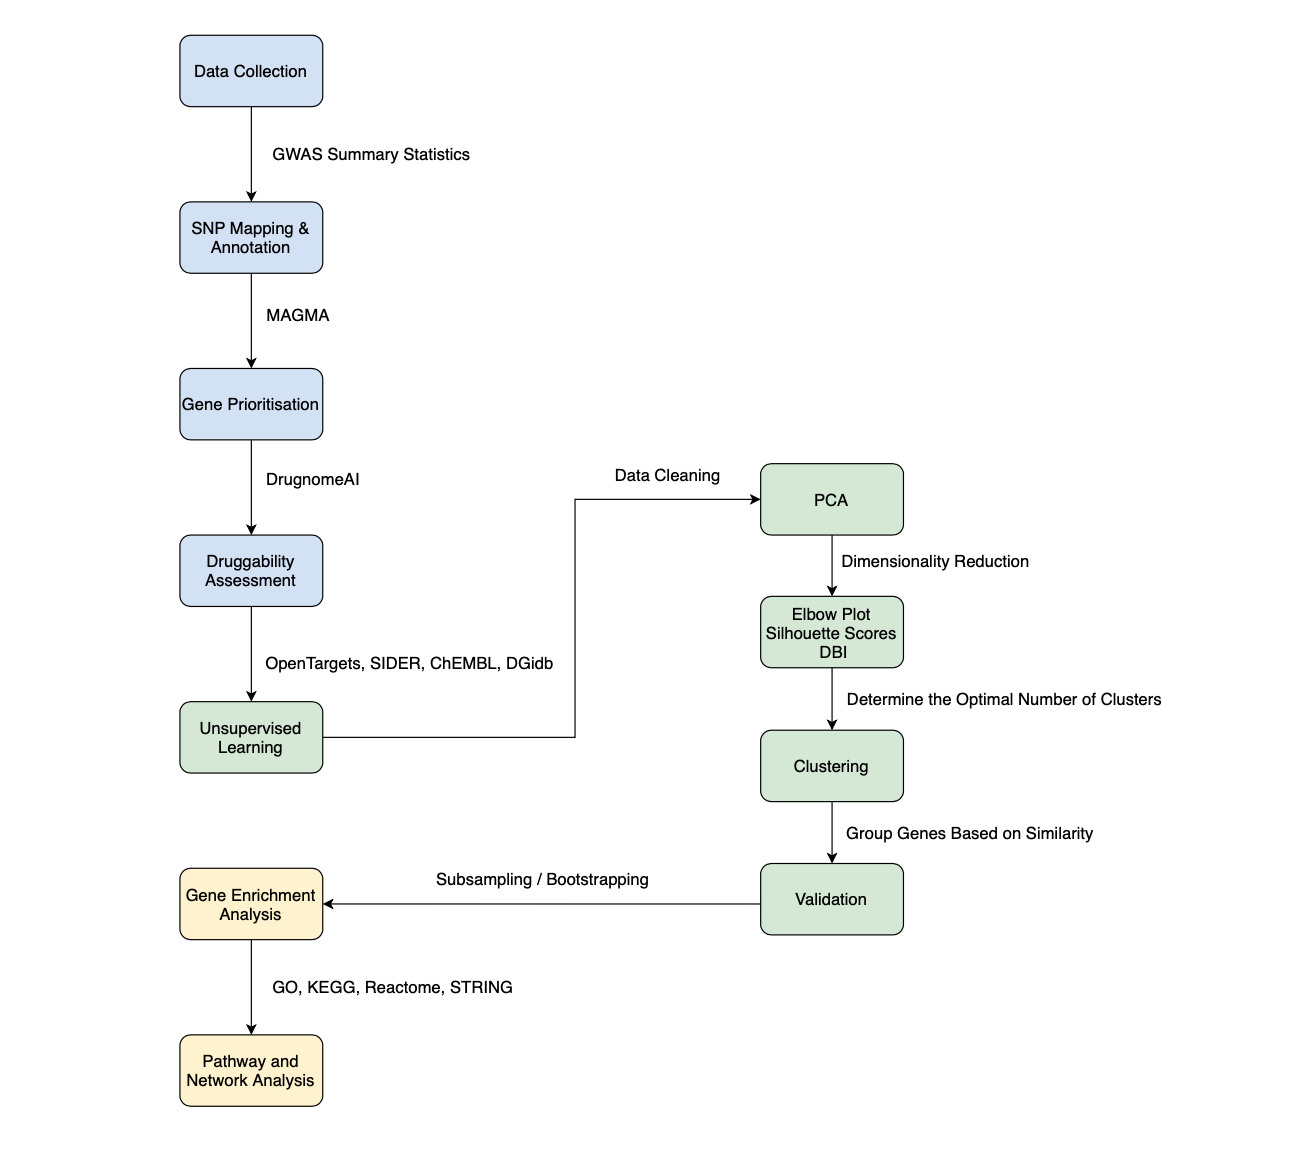 Data Collection
GWAS Summary Statistics
SNP Mapping &
Annotation
MAGMA
Gene Prioritisation
DrugnomeAI
Druggability
Assessment
OpenTargets, SIDER, ChEMBL, DGidb
Unsupervised
Learning
Data Cleaning
PCA
Dimensionality Reduction
Elbow Plot
Silhouette Scores
DBI
Determine the Optimal Number of Clusters
Clustering
Group Genes Based on Similarity
Validation
Subsampling / Bootstrapping
Gene Enrichment
Analysis
GO, KEGG, Reactome, STRING
Pathway and
Network Analysis